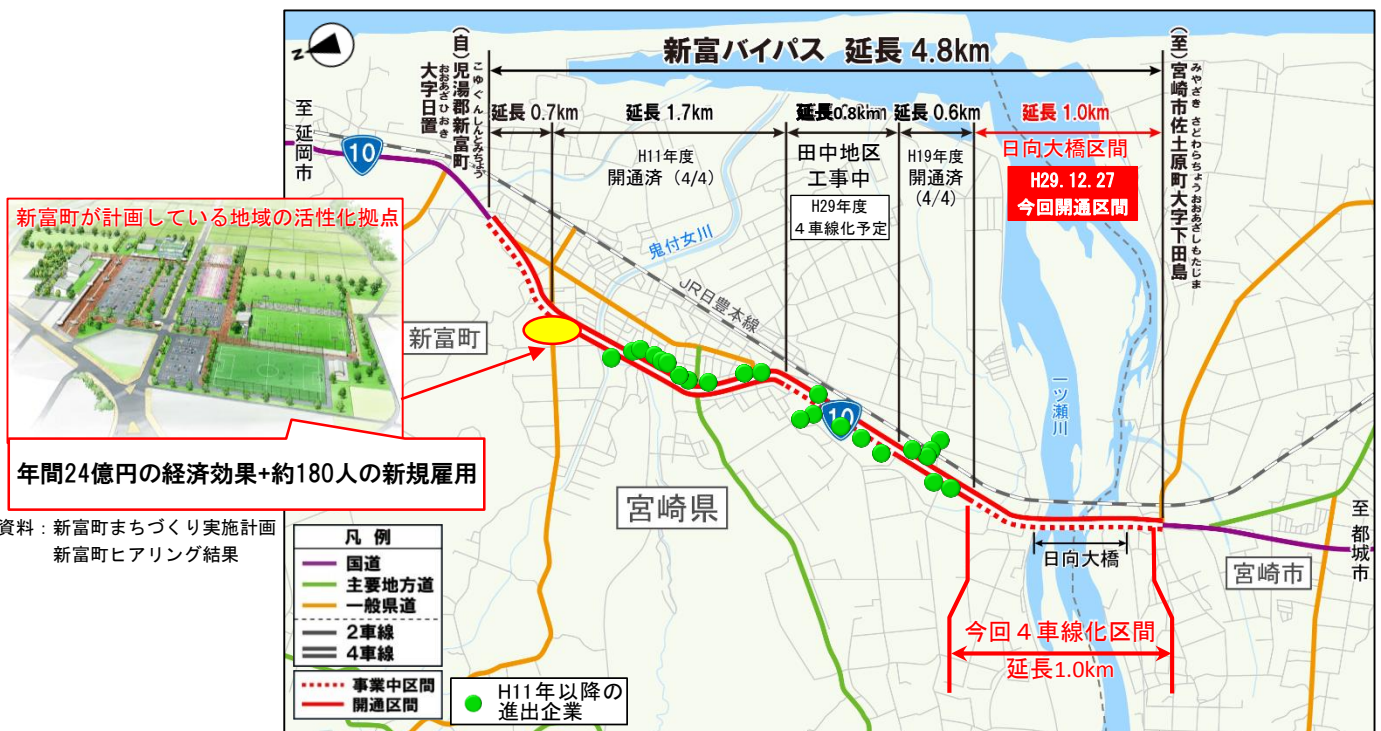 新富バイパス 延長 4.8km
(自)児湯郡新富町
こゆぐんしんとみちょう
大字日置
おおあざひおき
(至)宮崎市佐土原町大字下田島
みやざき さどわらちょうおおあざしもたじま
至延岡市
10
延長 0.7km
延長 1.7km
延長0.8km
延長 0.6km
延長 1.0km
H11年度
開通済(4/4)
田中地区
工事中
H29年度
4車線化予定
H19年度
開通済
(4/4)
日向大橋区間
H29.12.27
今回開通区間
新富町が計画している地域の活性化拠点
鬼付女川
JR日豊本線
新富町
一ツ瀬川
10
年間24億円の経済効果+約180人の新規雇用
資料:新富町まちづくり実施計画
新富町ヒアリング結果
宮崎県
日向大橋
宮崎市
至都城市
今回4車線化区間
延長1.0km
凡 例
国道
主要地方道
一般県道
2車線
4車線
事業中区間
開通区間
H11年以降の
進出企業
N